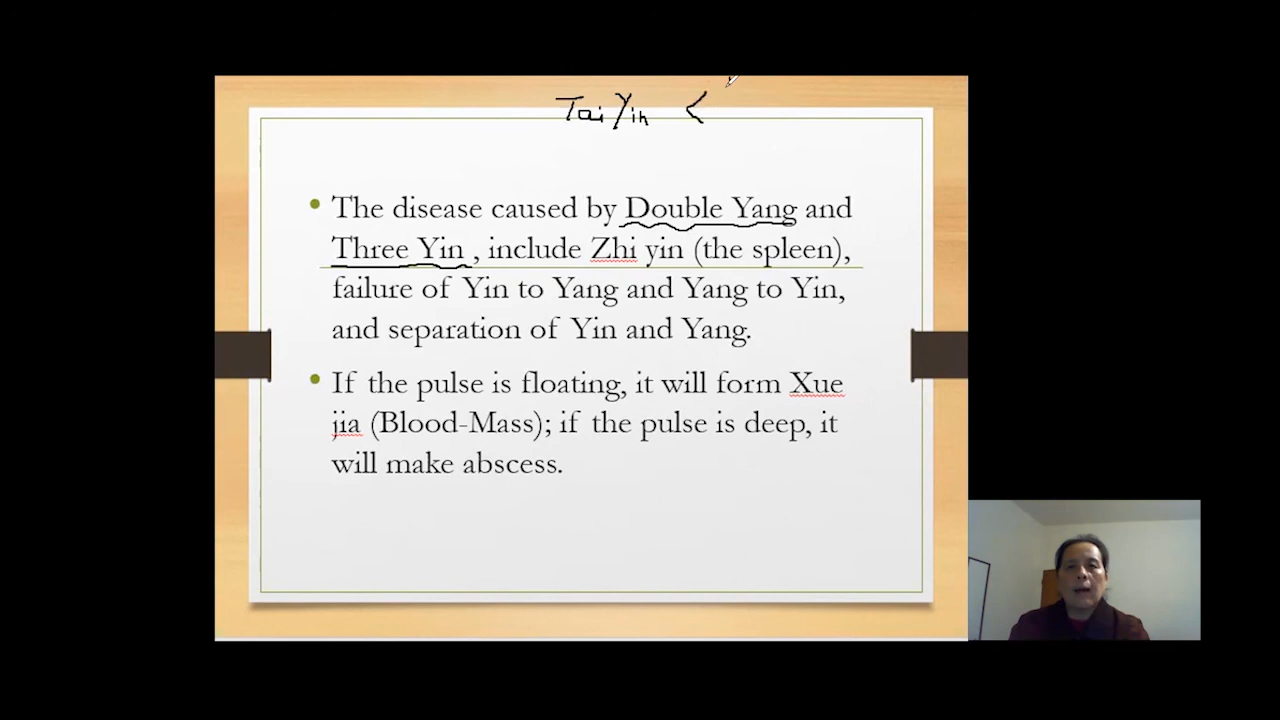 Tai Yin <
• The disease caused by Double Yang and
Three Yin , include Zhi yin (the spleen),
failure of Yin to Yang and Yang to Yin,
and separation of Yin and Yang.
• If the pulse is floating, it will form Xue
jia (Blood-Mass); if the pulse is deep, it
will make abscess.